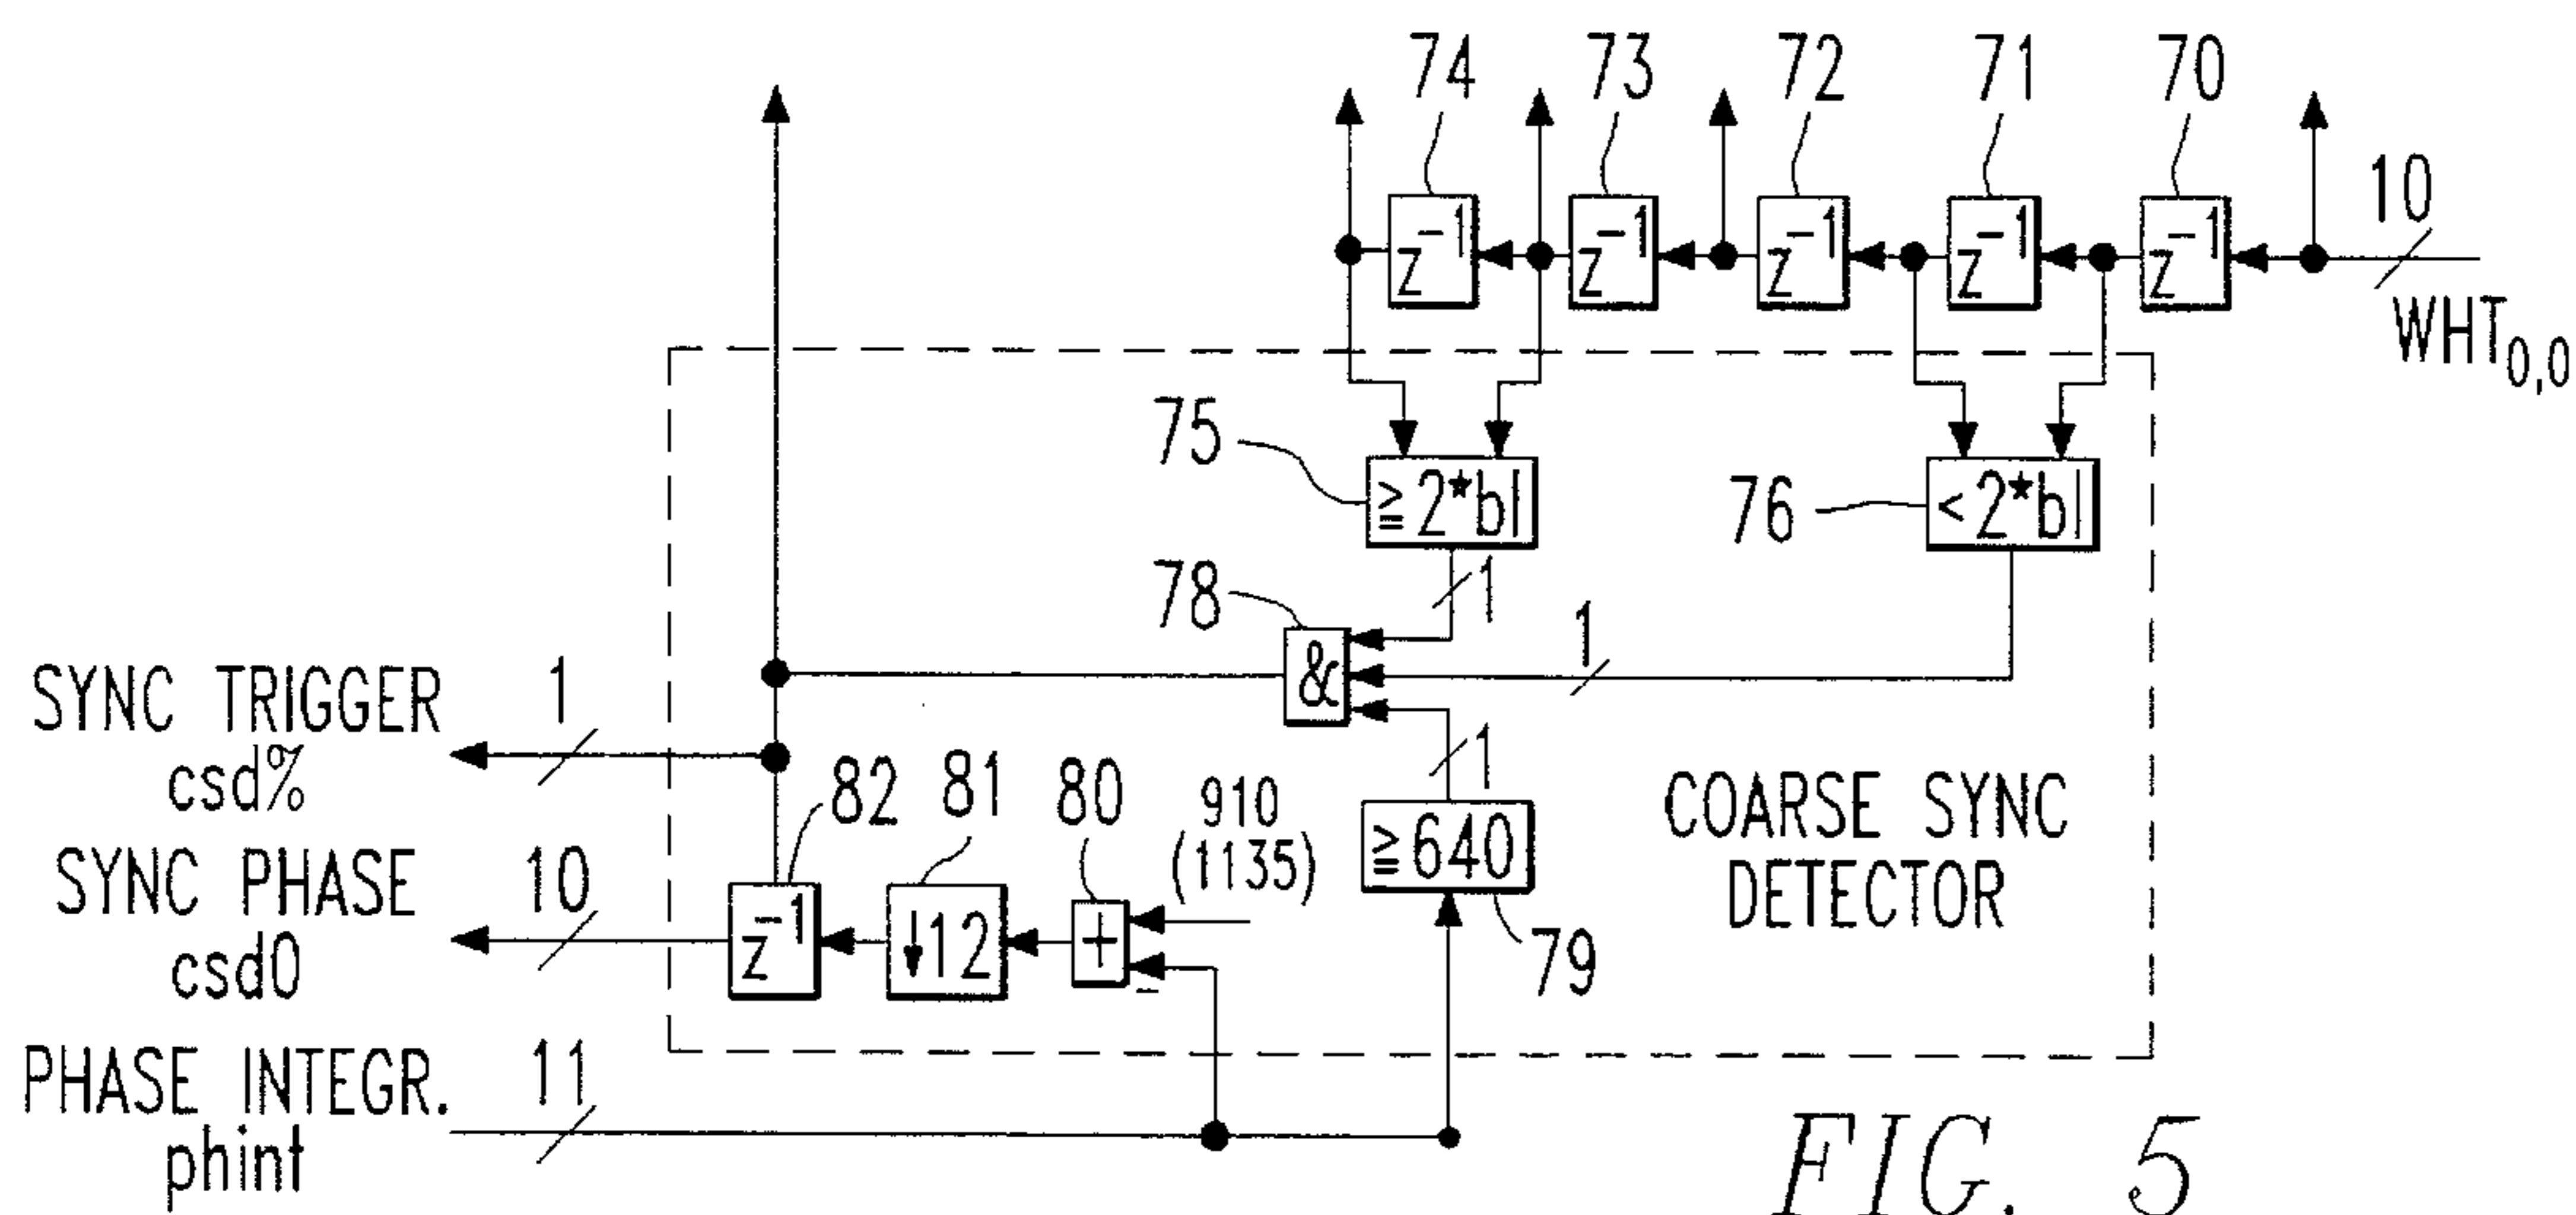 74
73
72
71
70
10
z⁻¹
z⁻¹
z⁻¹
z⁻¹
z⁻¹
WHT₀,₀
75
≧ 2*bl
76
< 2*bl
1
78
&
1
SYNC TRIGGER
csd%
1
82
81
80
910
(1135)
1
≧640
79
COARSE SYNC
DETECTOR
SYNC PHASE
csd0
10
z⁻¹
↓12
+
−
PHASE INTEGR.
phint
11
FIG. 5